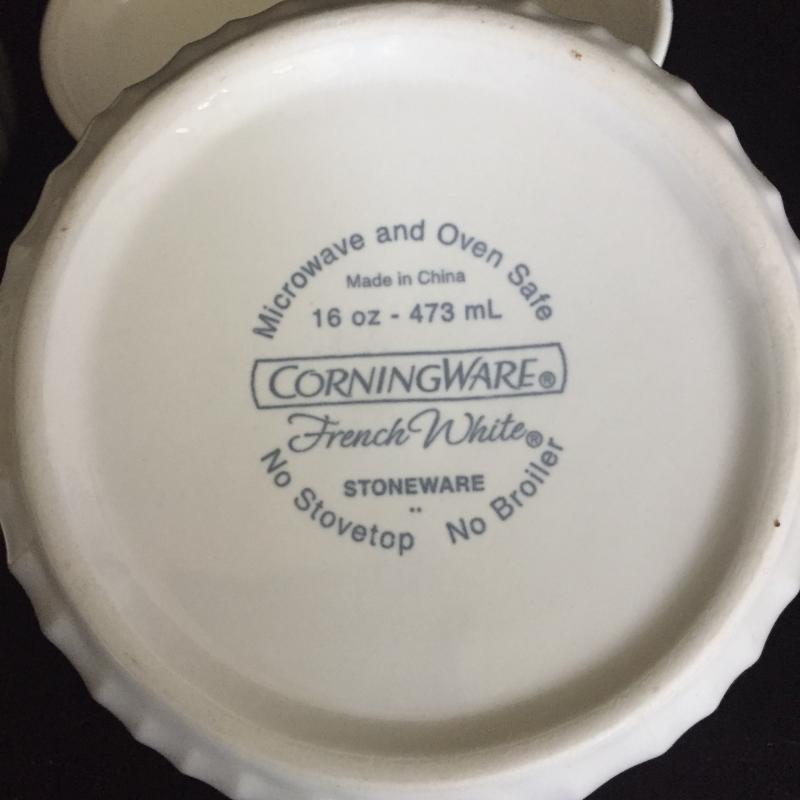 Microwave and Oven Safe
Made in China
16 oz - 473 mL
CORNINGWARE®
French White®
STONEWARE
No Stovetop No Broiler